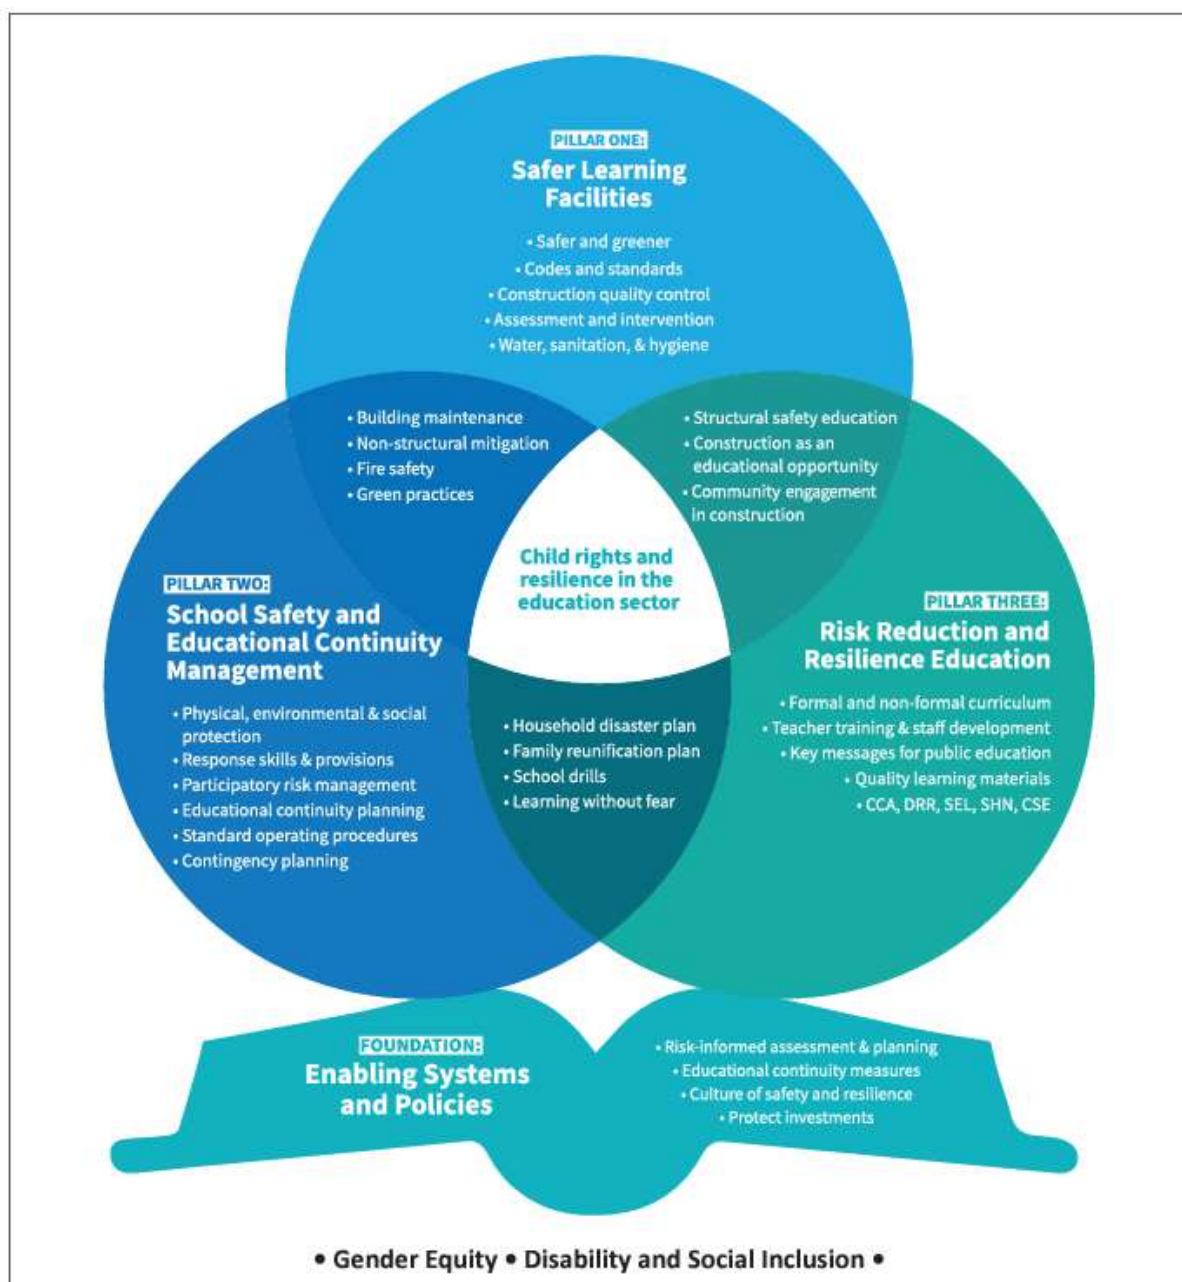 PILLAR ONE:
Safer Learning
Facilities
• Safer and greener
• Codes and standards
• Construction quality control
• Assessment and intervention
• Water, sanitation, & hygiene
• Building maintenance
• Non-structural mitigation
• Fire safety
• Green practices
• Structural safety education
• Construction as an
educational opportunity
• Community engagement
in construction
Child rights and
resilience in the
education sector
PILLAR TWO:
School Safety and
Educational Continuity
Management
• Physical, environmental & social
protection
• Response skills & provisions
• Participatory risk management
• Educational continuity planning
• Standard operating procedures
• Contingency planning
• Household disaster plan
• Family reunification plan
• School drills
• Learning without fear
PILLAR THREE:
Risk Reduction and
Resilience Education
• Formal and non-formal curriculum
• Teacher training & staff development
• Key messages for public education
• Quality learning materials
• CCA, DRR, SEL, SHN, CSE
FOUNDATION:
Enabling Systems
and Policies
• Risk-informed assessment & planning
• Educational continuity measures
• Culture of safety and resilience
• Protect investments
• Gender Equity • Disability and Social Inclusion •